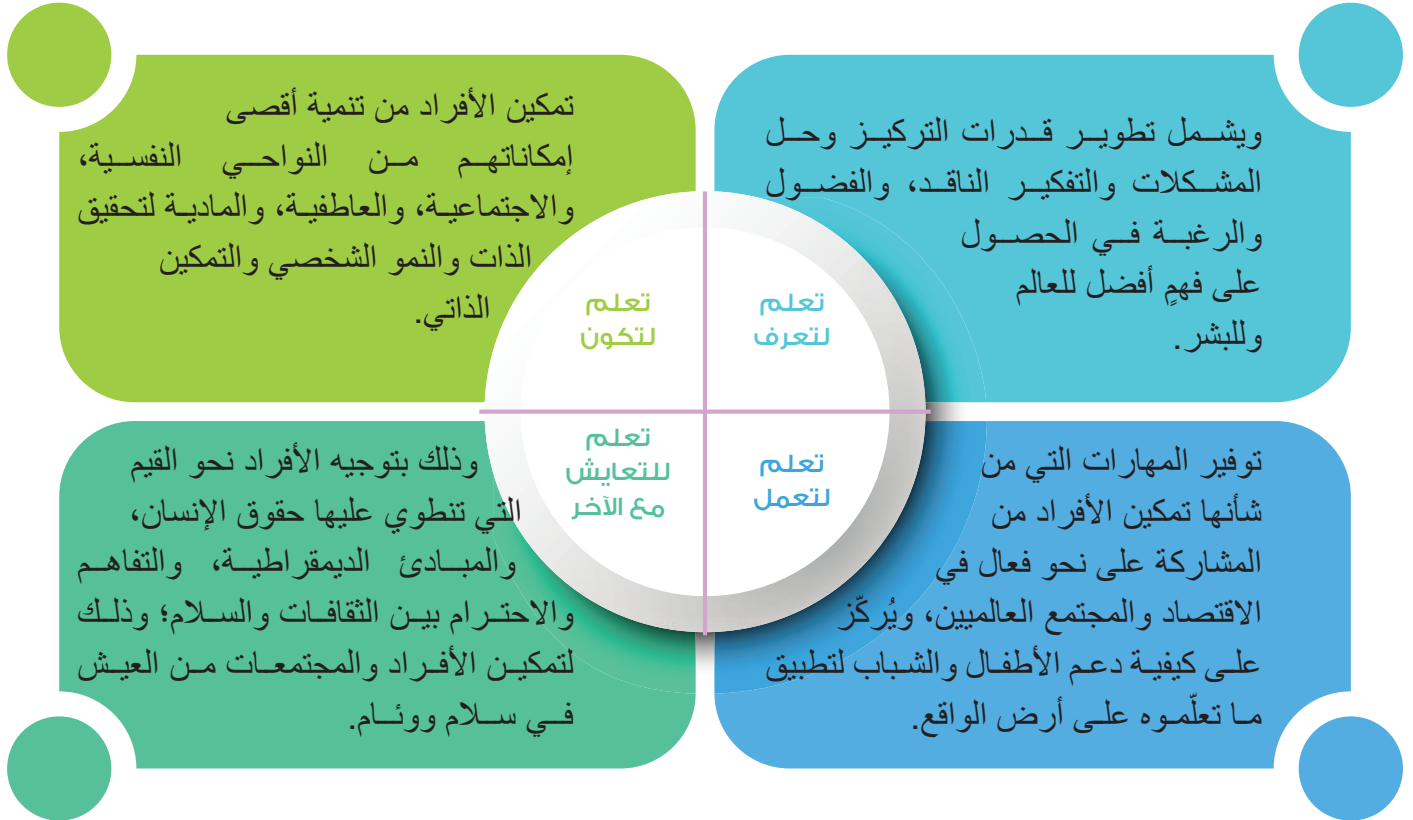 ويشمل تطوير قدرات التركيز وحل
المشكلات والتفكير الناقد، والفضول
والرغبة في الحصول
على فهمٍ أفضل للعالم
وللبشر.
تعلم
لتعرف
تمكين الأفراد من تنمية أقصى
إمكاناتهم من النواحي النفسية،
والاجتماعية، والعاطفية، والمادية لتحقيق
الذات والنمو الشخصي والتمكين
الذاتي.
تعلم
لتكون
توفير المهارات التي من
شأنها تمكين الأفراد من
المشاركة على نحو فعال في
الاقتصاد والمجتمع العالميين، ويُركّز
على كيفية دعم الأطفال والشباب لتطبيق
ما تعلّموه على أرض الواقع.
تعلم
لتعمل
وذلك بتوجيه الأفراد نحو القيم
التي تنطوي عليها حقوق الإنسان،
والمبادئ الديمقراطية، والتفاهم
والاحترام بين الثقافات والسلام؛ وذلك
لتمكين الأفراد والمجتمعات من العيش
في سلام ووئام.
تعلم
للتعايش
مع الآخر